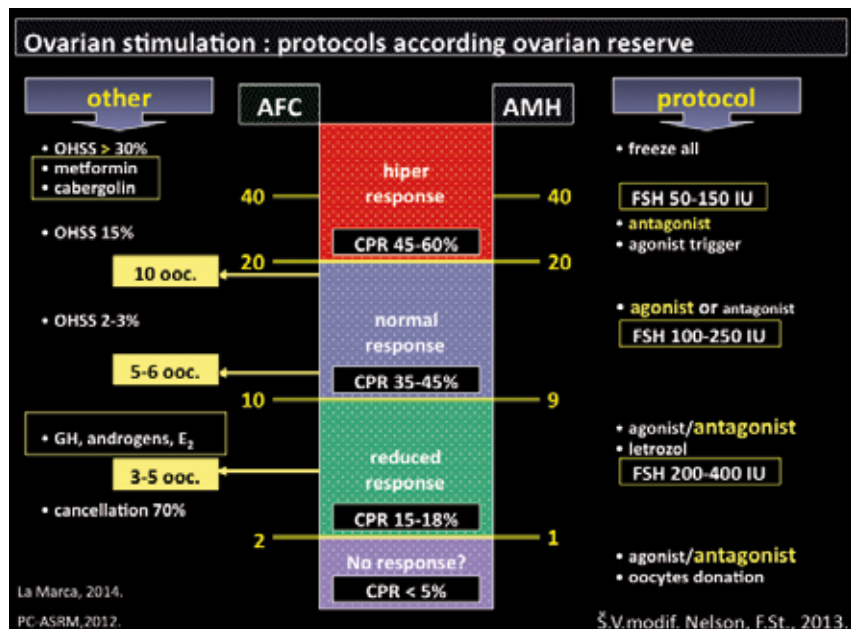 Ovarian stimulation : protocols according ovarian reserve
other
• OHSS > 30%
• metformin
• cabergolin
• OHSS 15%
10 ooc.
• OHSS 2-3%
5-6 ooc.
• GH, androgens, E₂
3-5 ooc.
• cancellation 70%
La Marca, 2014.
PC-ASRM,2012.
AFC
40
20
10
2
hiper
response
CPR 45-60%
normal
response
CPR 35-45%
reduced
response
CPR 15-18%
No response?
CPR < 5%
AMH
40
20
9
1
protocol
• freeze all
FSH 50-150 IU
• antagonist
• agonist trigger
• agonist or antagonist
FSH 100-250 IU
• agonist/antagonist
• letrozol
FSH 200-400 IU
• agonist/antagonist
• oocytes donation
Š.V.modif. Nelson, F.St., 2013.